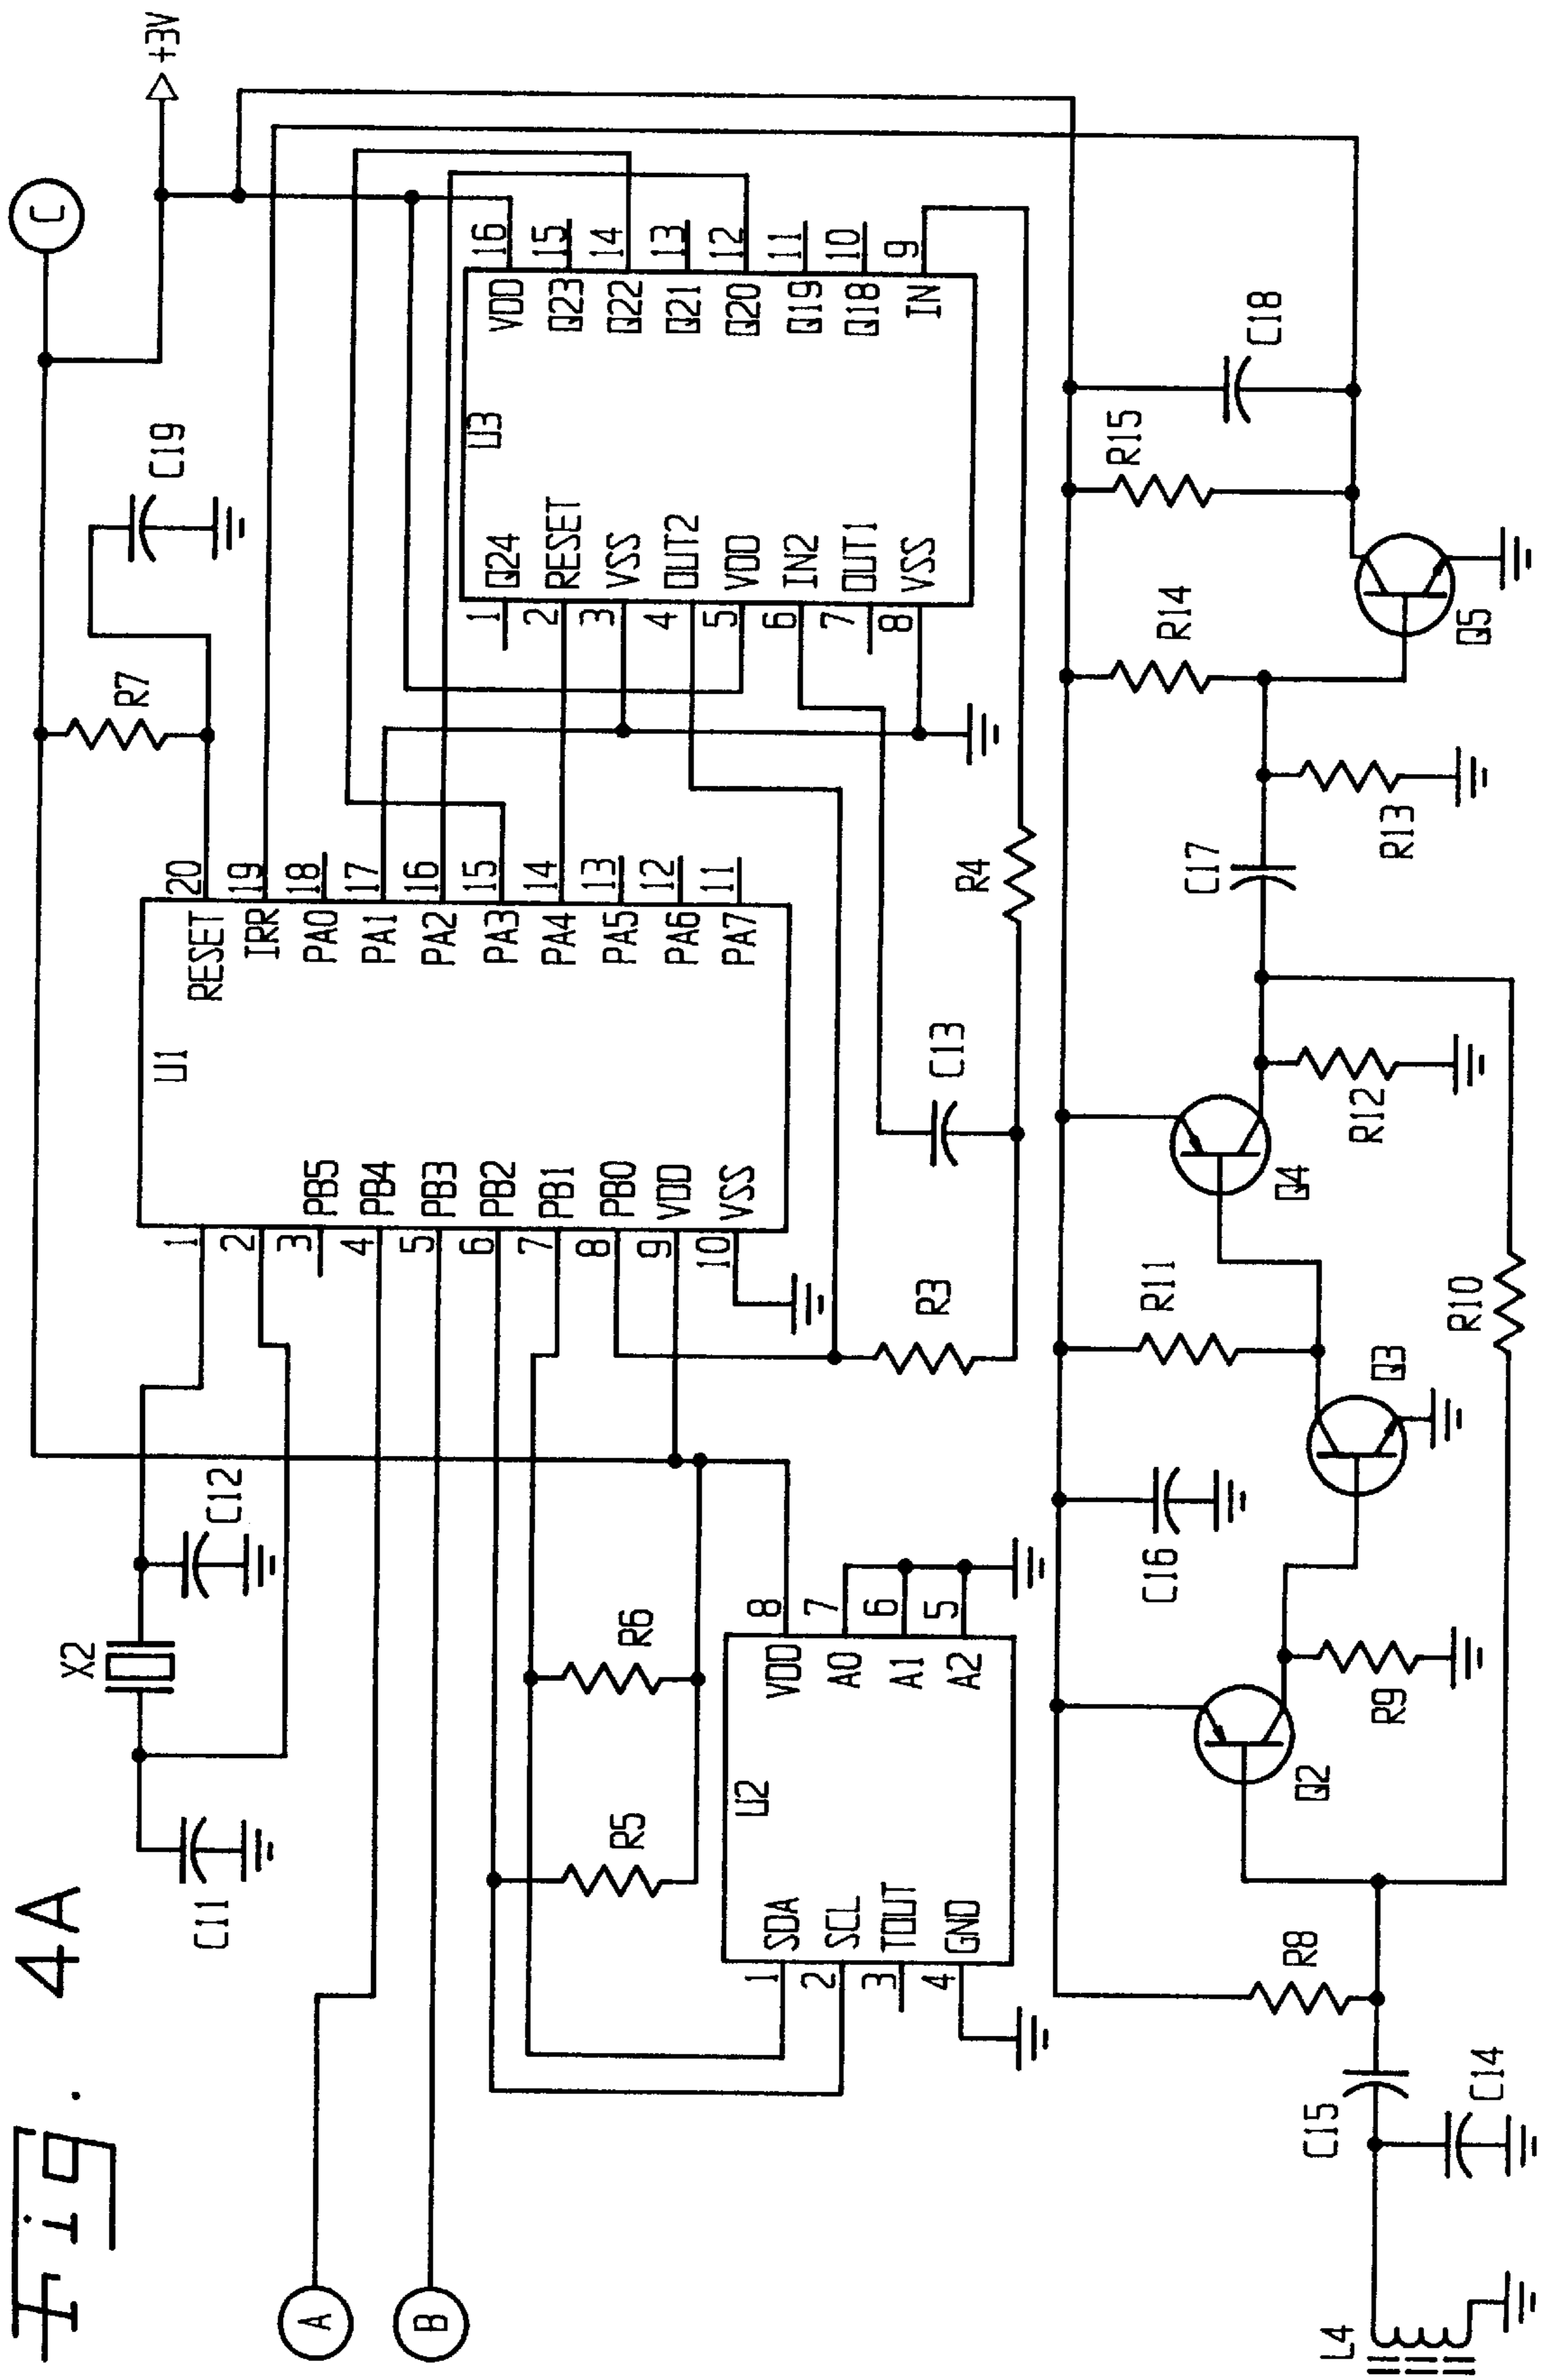 Fig. 4A
C
+3V
A
B
C11
X2
C12
R7
C19
U1
1
2
3 PB5
4 PB4
5 PB3
6 PB2
7 PB1
8 PB0
9 VDD
10 VSS
RESET 20
IRR 19
PA0 18
PA1 17
PA2 16
PA3 15
PA4 14
PA5 13
PA6 12
PA7 11
U3
1 Q24
2 RESET
3 VSS
4 OUT2
5 VDD
6 IN2
7 OUT1
8 VSS
VDD 16
Q23 15
Q22 14
Q21 13
Q20 12
Q19 11
Q18 10
IN 9
R5
R6
U2
1 SDA
2 SCL
3 TOUT
4 GND
VDD 8
A0 7
A1 6
A2 5
R3
C13
R4
L4
C15
C14
R8
Q2
R9
C16
Q3
R11
R10
Q4
R12
C17
R13
R14
Q5
R15
C18